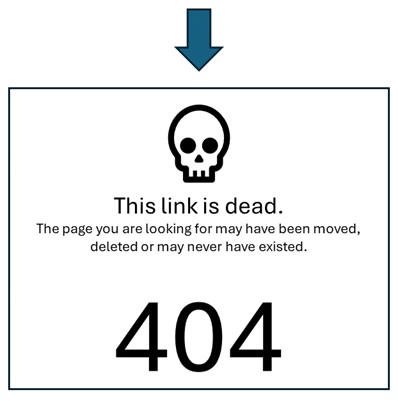 This link is dead.
The page you are looking for may have been moved,
deleted or may never have existed.
404